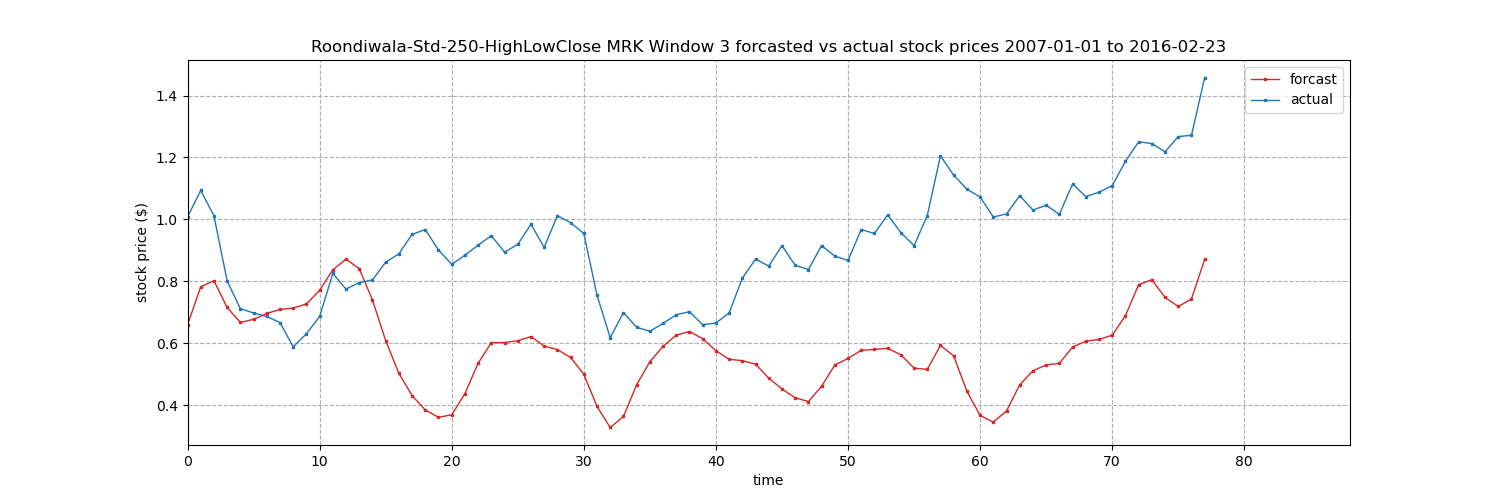 Roondiwala-Std-250-HighLowClose MRK Window 3 forcasted vs actual stock prices 2007-01-01 to 2016-02-23
forcast
actual
stock price ($)
1.4
1.2
1.0
0.8
0.6
0.4
0 10 20 30 40 50 60 70 80
time